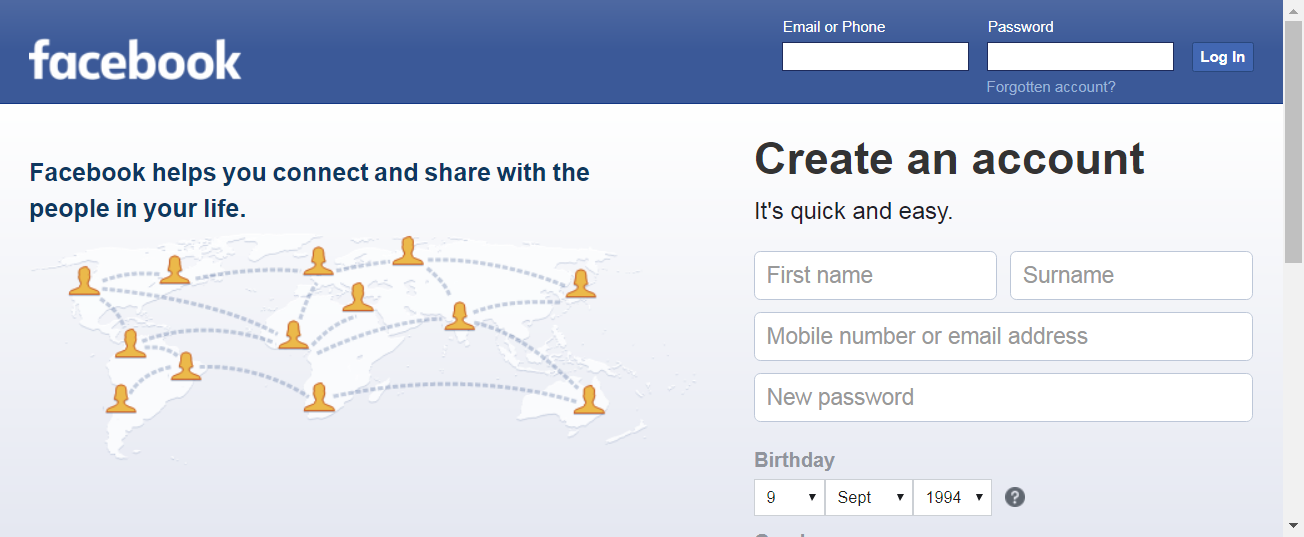 facebook
Email or Phone
Password
Log In
Forgotten account?
Facebook helps you connect and share with the
people in your life.
Create an account
It's quick and easy.
First name
Surname
Mobile number or email address
New password
Birthday
9
Sept
1994
?